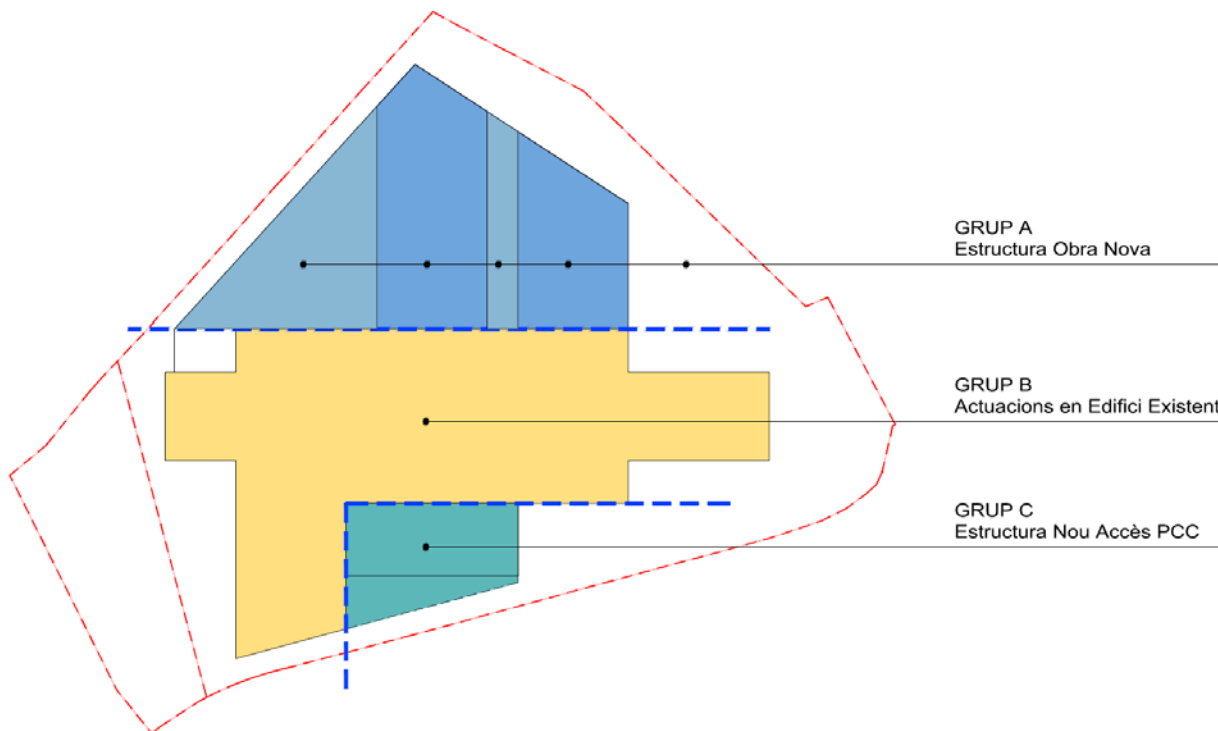 GRUP A
Estructura Obra Nova
GRUP B
Actuacions en Edifici Existent
GRUP C
Estructura Nou Accès PCC